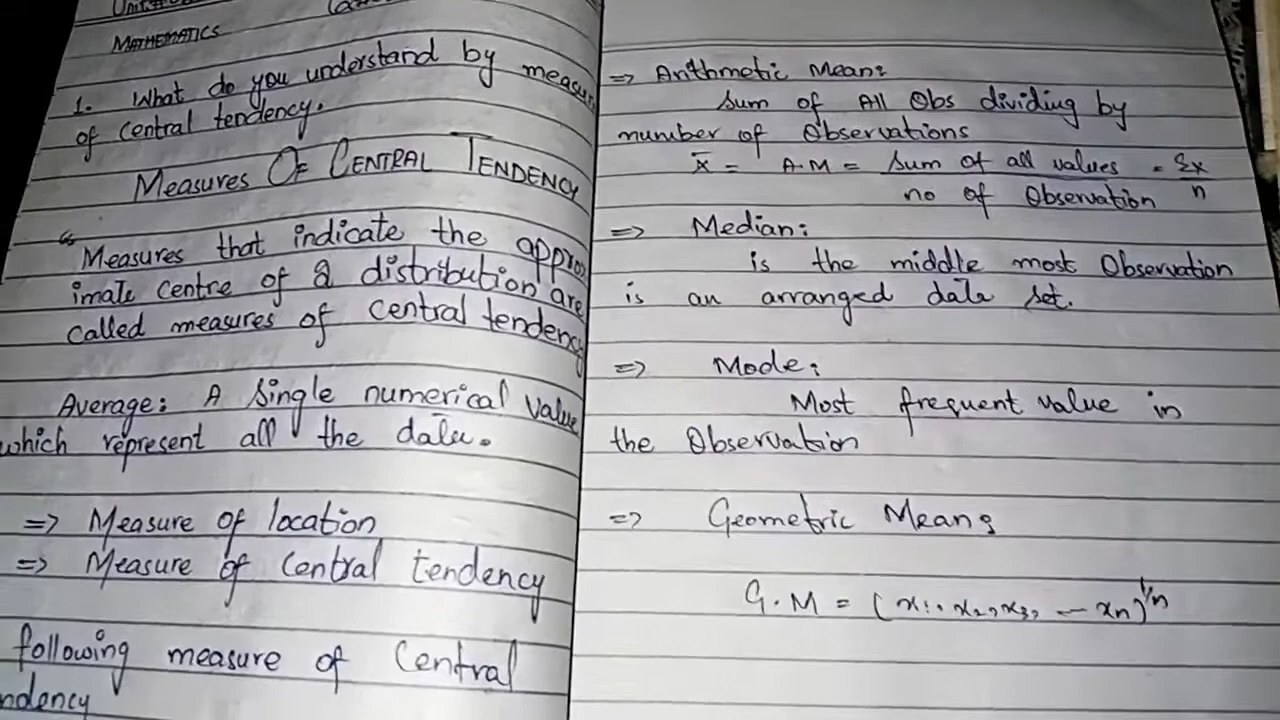 MATHEMATICS
1. What do you understand by measur
of central tendency.
MEASURES OF CENTRAL TENDENCY
"Measures that indicate the approx
imate centre of a distribution are
called measures of central tendency
Average: A single numerical value
which represent all the data.
=> Measure of location
=> Measure of Central tendency
following measure of Central
ndency
=> Arithmetic Mean:
Sum of All Obs dividing by
number of Observations
x̄ = A.M = Sum of all values / no of Observation = Σx / n
=> Median:
is the middle most Observation
is an arranged data set.
=> Mode:
Most frequent value in
the Observation
=> Geometric Mean:
G.M = (x1, x2, x3, - xn)^1/n